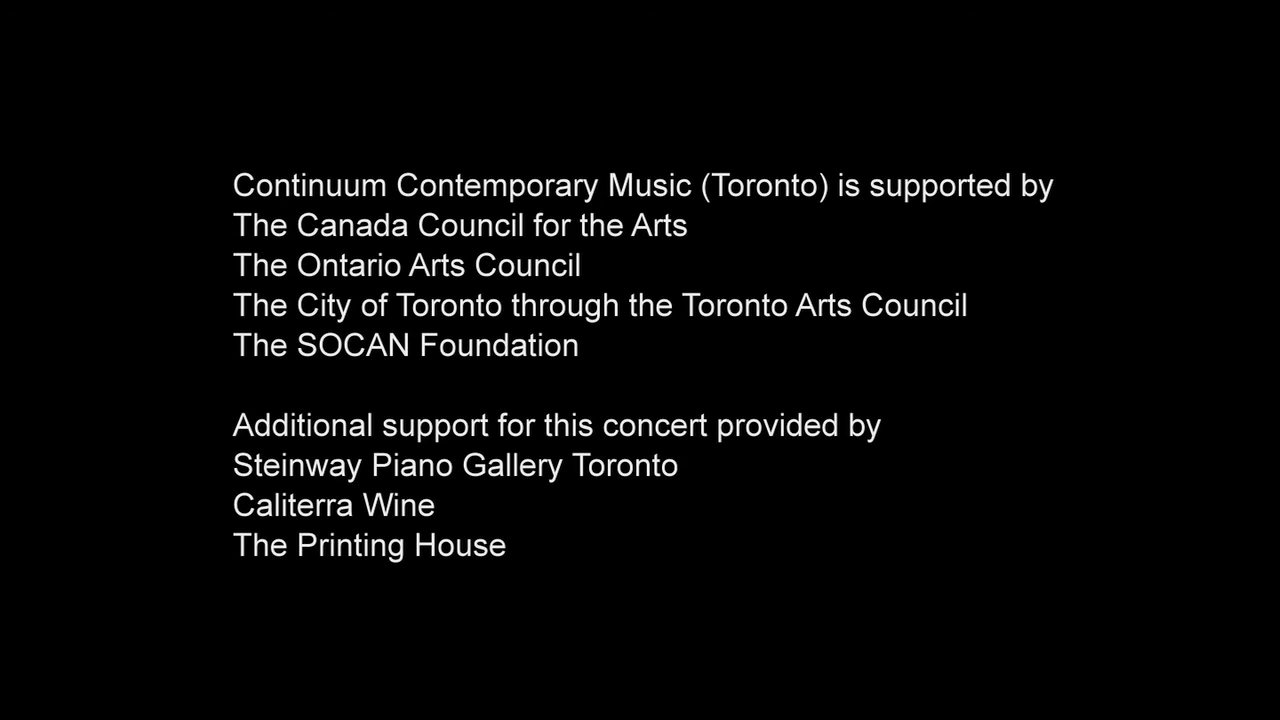 Continuum Contemporary Music (Toronto) is supported by
The Canada Council for the Arts
The Ontario Arts Council
The City of Toronto through the Toronto Arts Council
The SOCAN Foundation
Additional support for this concert provided by
Steinway Piano Gallery Toronto
Caliterra Wine
The Printing House